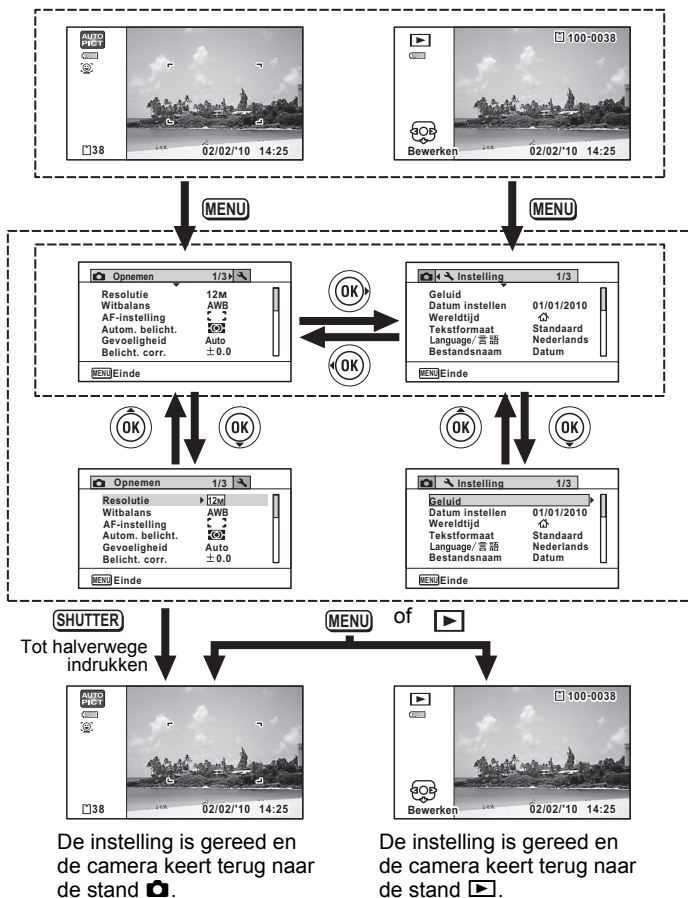 AUTO PICT
100-0038
38
02/02/'10 14:25
Bewerken
02/02/'10 14:25
MENU
MENU
Opnemen 1/3
Resolutie 12M
Witbalans AWB
AF-instelling
Autom. belicht.
Gevoeligheid Auto
Belicht. corr. ±0.0
MENU Einde
OK
OK
Instelling 1/3
Geluid
Datum instellen 01/01/2010
Wereldtijd
Tekstformaat Standaard
Language/言語 Nederlands
Bestandsnaam Datum
MENU Einde
OK
OK
OK
OK
Opnemen 1/3
Resolutie 12M
Witbalans AWB
AF-instelling
Autom. belicht.
Gevoeligheid Auto
Belicht. corr. ±0.0
MENU Einde
Instelling 1/3
Geluid
Datum instellen 01/01/2010
Wereldtijd
Tekstformaat Standaard
Language/言語 Nederlands
Bestandsnaam Datum
MENU Einde
SHUTTER
Tot halverwege
indrukken
MENU of
AUTO PICT
38
02/02/'10 14:25
100-0038
Bewerken
02/02/'10 14:25
De instelling is gereed en
de camera keert terug naar
de stand .
De instelling is gereed en
de camera keert terug naar
de stand .